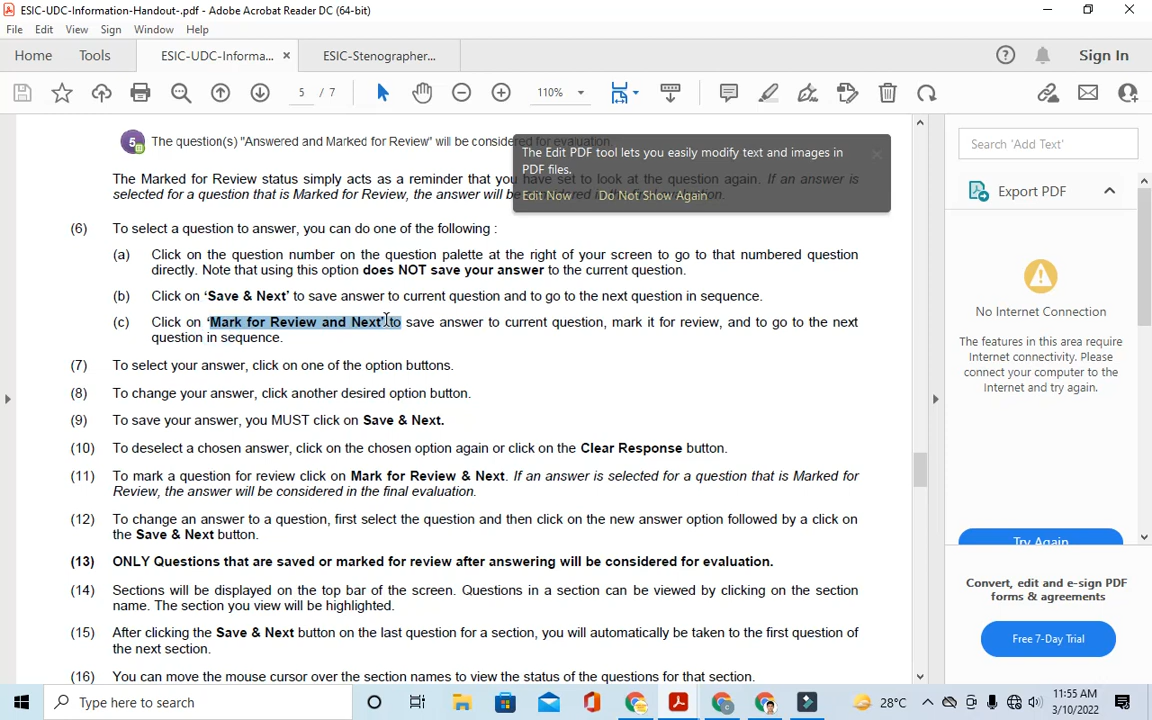 ESIC-UDC-Information-Handout-.pdf - Adobe Acrobat Reader DC (64-bit)
File Edit View Sign Window Help
Home Tools ESIC-UDC-Informa... × ESIC-Stenographer... Sign In
5 / 7 110%
5 The question(s) "Answered and Marked for Review" will be considered for evaluation.
The Edit PDF tool lets you easily modify text and images in
PDF files.
Edit Now Do Not Show Again
The Marked for Review status simply acts as a reminder that you have set to look at the question again. If an answer is
selected for a question that is Marked for Review, the answer will be considered in the final evaluation.
(6) To select a question to answer, you can do one of the following :
(a) Click on the question number on the question palette at the right of your screen to go to that numbered question
directly. Note that using this option does NOT save your answer to the current question.
(b) Click on ‘Save & Next’ to save answer to current question and to go to the next question in sequence.
(c) Click on ‘Mark for Review and Next’ to save answer to current question, mark it for review, and to go to the next
question in sequence.
(7) To select your answer, click on one of the option buttons.
(8) To change your answer, click another desired option button.
(9) To save your answer, you MUST click on Save & Next.
(10) To deselect a chosen answer, click on the chosen option again or click on the Clear Response button.
(11) To mark a question for review click on Mark for Review & Next. If an answer is selected for a question that is Marked for
Review, the answer will be considered in the final evaluation.
(12) To change an answer to a question, first select the question and then click on the new answer option followed by a click on
the Save & Next button.
(13) ONLY Questions that are saved or marked for review after answering will be considered for evaluation.
(14) Sections will be displayed on the top bar of the screen. Questions in a section can be viewed by clicking on the section
name. The section you view will be highlighted.
(15) After clicking the Save & Next button on the last question for a section, you will automatically be taken to the first question of
the next section.
(16) You can move the mouse cursor over the section names to view the status of the questions for that section.
Search 'Add Text'
Export PDF
No Internet Connection
The features in this area require
Internet connectivity. Please
connect your computer to the
Internet and try again.
Try Again
Convert, edit and e-sign PDF
forms & agreements
Free 7-Day Trial
Type here to search
28°C
11:55 AM
3/10/2022